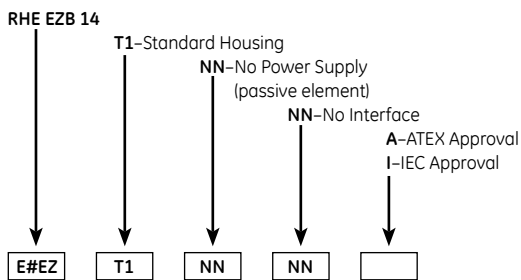 RHE EZB 14
T1–Standard Housing
NN–No Power Supply
(passive element)
NN–No Interface
A–ATEX Approval
I–IEC Approval
E#EZ
T1
NN
NN